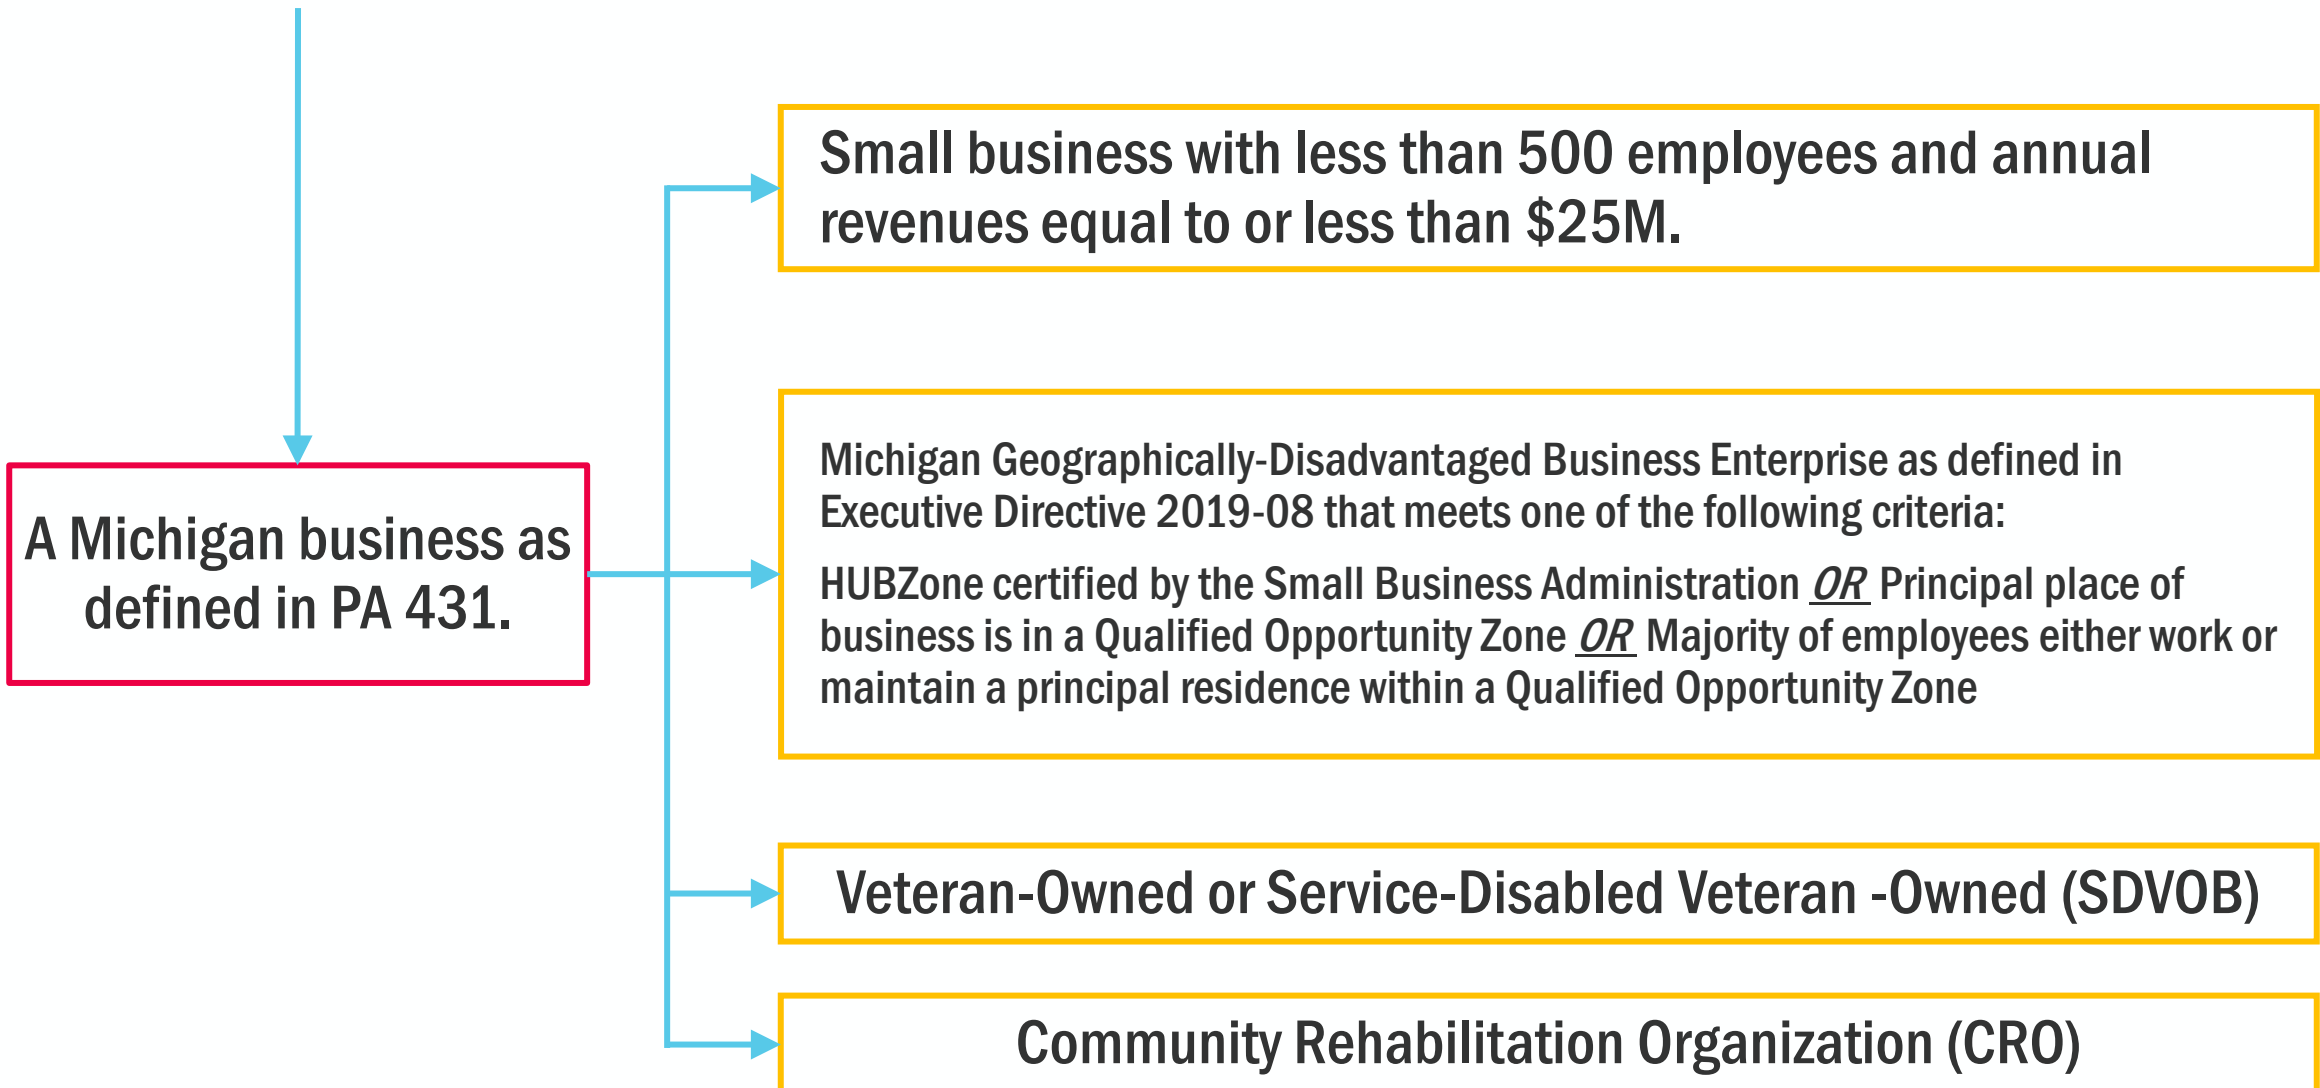 Small business with less than 500 employees and annual
revenues equal to or less than $25M.
A Michigan business as
defined in PA 431.
Michigan Geographically-Disadvantaged Business Enterprise as defined in
Executive Directive 2019-08 that meets one of the following criteria:
HUBZone certified by the Small Business Administration OR Principal place of
business is in a Qualified Opportunity Zone OR Majority of employees either work or
maintain a principal residence within a Qualified Opportunity Zone
Veteran-Owned or Service-Disabled Veteran -Owned (SDVOB)
Community Rehabilitation Organization (CRO)